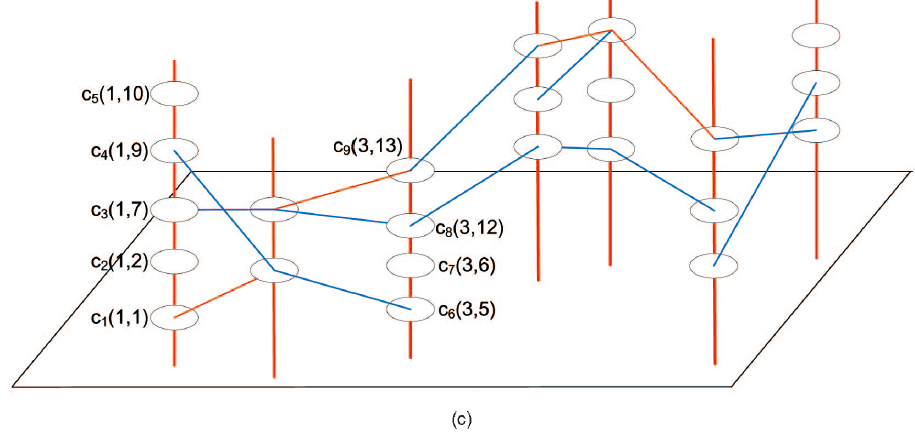 c₅(1,10)
c₄(1,9)
c₉(3,13)
c₃(1,7)
c₈(3,12)
c₂(1,2)
c₇(3,6)
c₁(1,1)
c₆(3,5)
(c)